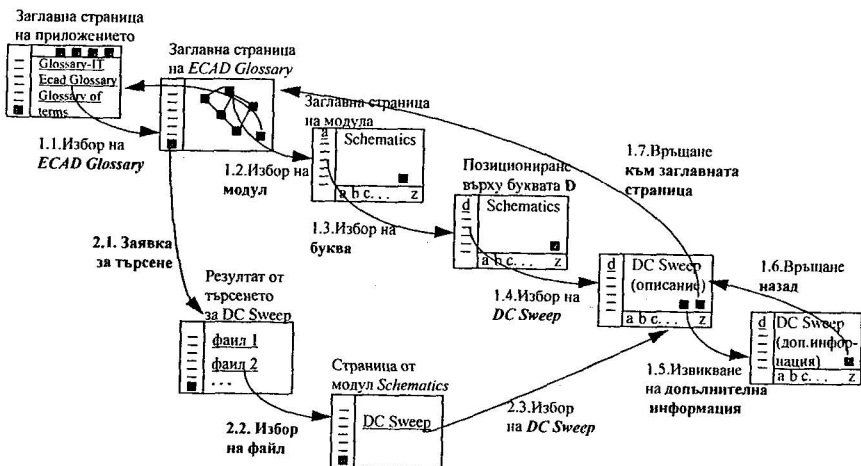 Заглавна страница
на приложението
Glossary-IT
Ecad Glossary
Glossary of
terms
1.1.Избор на
ECAD Glossary
Заглавна страница
на ECAD Glossary
1.2.Избор на
модул
Заглавна страница
на модула
a
Schematics
a b c. . . z
1.3.Избор на
буква
Позициониране
върху буквата D
d
Schematics
a b c. . . z
1.4.Избор на
DC Sweep
1.7.Връщане
към заглавната
страница
d
DC Sweep
(описание)
a b c. . . z
1.6.Връщане
назад
d
DC Sweep
(доп.инфор-
нация)
a b c. . . z
1.5.Извикване
на допълнителна
информация
2.1. Заявка
за търсене
Резултат от
търсенето
за DC Sweep
фаил 1
фаил 2
. . .
2.2. Избор
на файл
Страница от
модул Schematics
DC Sweep
2.3.Избор
на DC Sweep